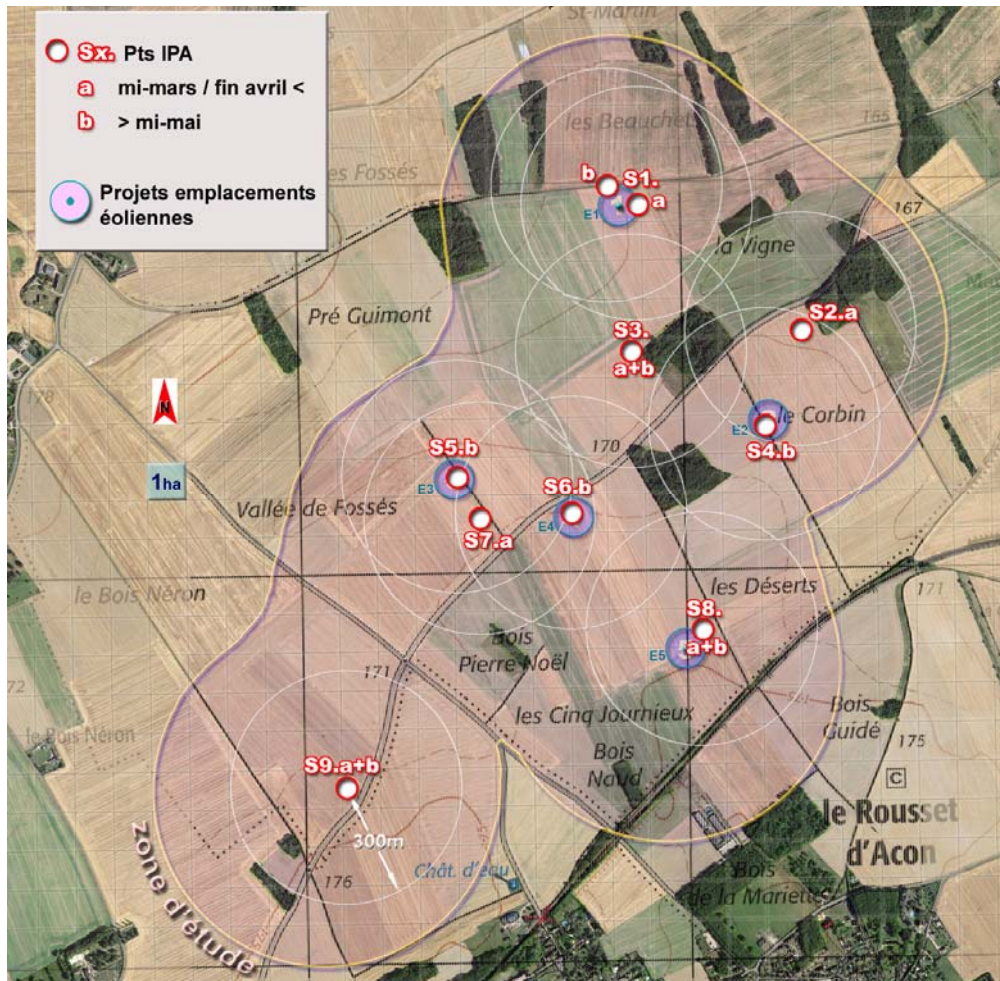 Sx. Pts IPA
a mi-mars / fin avril <
b > mi-mai
Projets emplacements
éoliennes
St-Martin
les Beauchets
165
es Fossés
b S1.
a
E1
167
la Vigne
Pré Guimont
S2.a
S3.
a+b
178
N
le Corbin
E2
S4.b
170
S5.b
E3
1ha
S6.b
Vallée de Fossés
E4
S7.a
le Bois Néron
les Déserts
171
S8.
a+b
E5
Bois
Pierre Noël
171
72
les Cinq Journieux
Bois
Guidé
175
le Bois Néron
Bois
Naud
C
S9.a+b
le Rousset
d'Acon
300m
zone d'étude
Chât. d'eau
176
Bois
de la Mariette